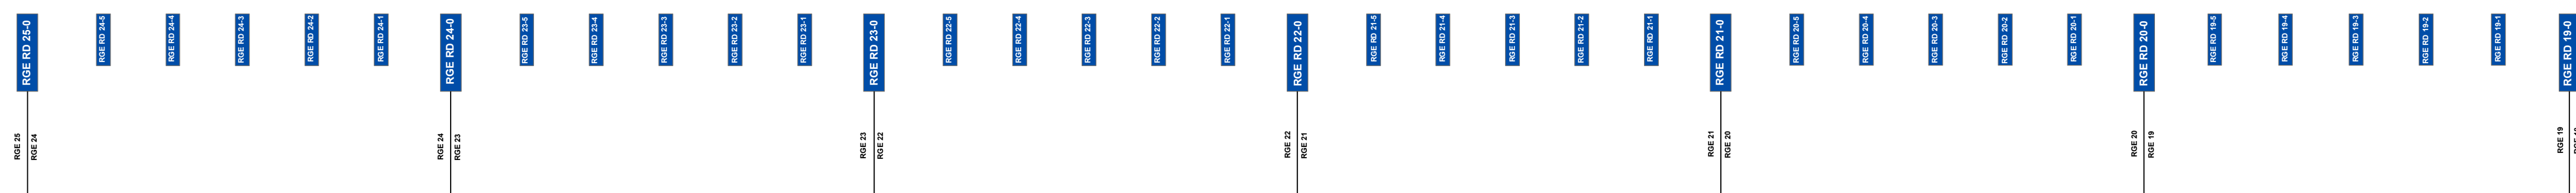 RGE RD 25-0
RGE RD 24-5
RGE RD 24-4
RGE RD 24-3
RGE RD 24-2
RGE RD 24-1
RGE RD 24-0
RGE RD 23-5
RGE RD 23-4
RGE RD 23-3
RGE RD 23-2
RGE RD 23-1
RGE RD 23-0
RGE RD 22-5
RGE RD 22-4
RGE RD 22-3
RGE RD 22-2
RGE RD 22-1
RGE RD 22-0
RGE RD 21-5
RGE RD 21-4
RGE RD 21-3
RGE RD 21-2
RGE RD 21-1
RGE RD 21-0
RGE RD 20-5
RGE RD 20-4
RGE RD 20-3
RGE RD 20-2
RGE RD 20-1
RGE RD 20-0
RGE RD 19-5
RGE RD 19-4
RGE RD 19-3
RGE RD 19-2
RGE RD 19-1
RGE RD 19-0
RGE 25
RGE 24
RGE 24
RGE 23
RGE 23
RGE 22
RGE 22
RGE 21
RGE 21
RGE 20
RGE 20
RGE 19
RGE 19